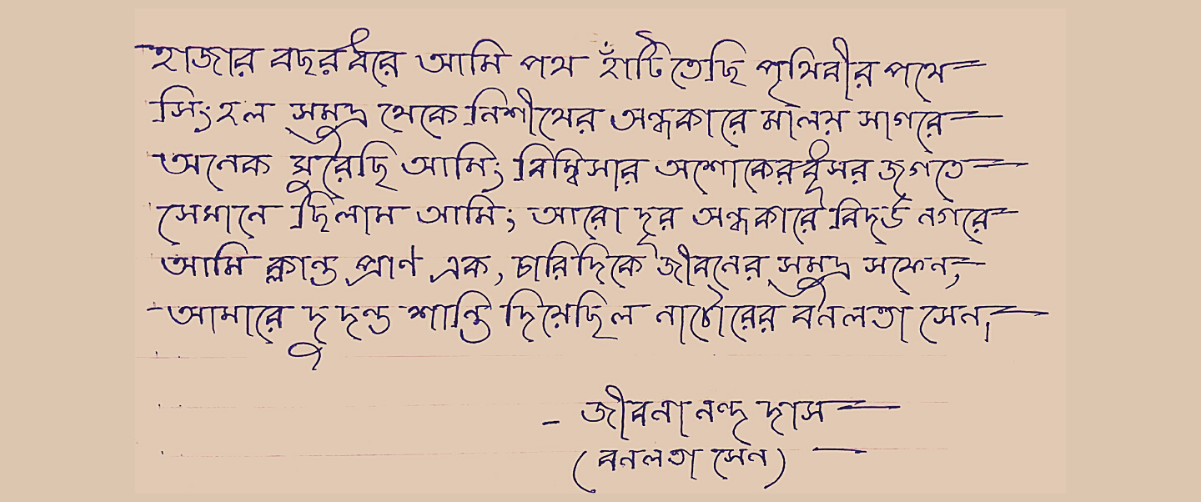 হাজার বছর ধরে আমি পথ হাঁটিতেছি পৃথিবীর পথে
সিংহল সমুদ্র থেকে নিশীথের অন্ধকারে মালয় সাগরে
অনেক ঘুরেছি আমি; বিম্বিসার অশোকের ধূসর জগতে
সেখানে ছিলাম আমি; আরো দূর অন্ধকারে বিদর্ভ নগরে
আমি ক্লান্ত প্রাণ এক, চারিদিকে জীবনের সমুদ্র সফেন,
আমারে দু দন্ড শান্তি দিয়েছিল নাটোরের বনলতা সেন।
- জীবনানন্দ দাস
(বনলতা সেন)